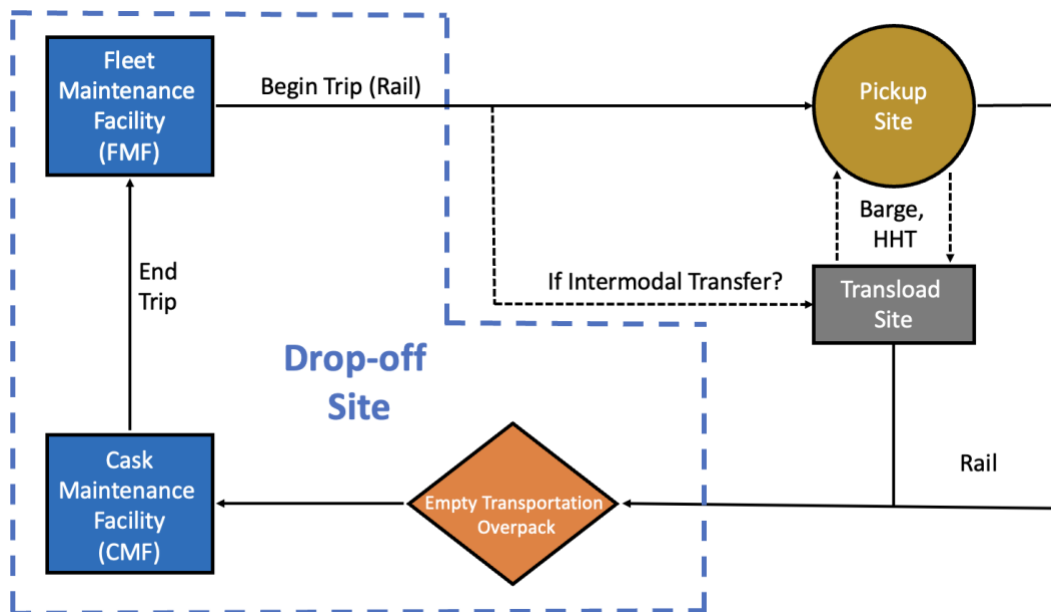 Fleet
Maintenance
Facility
(FMF)
Begin Trip (Rail)
Pickup
Site
Barge,
HHT
End
Trip
If Intermodal Transfer?
Transload
Site
Drop-off
Site
Cask
Maintenance
Facility
(CMF)
Empty Transportation
Overpack
Rail